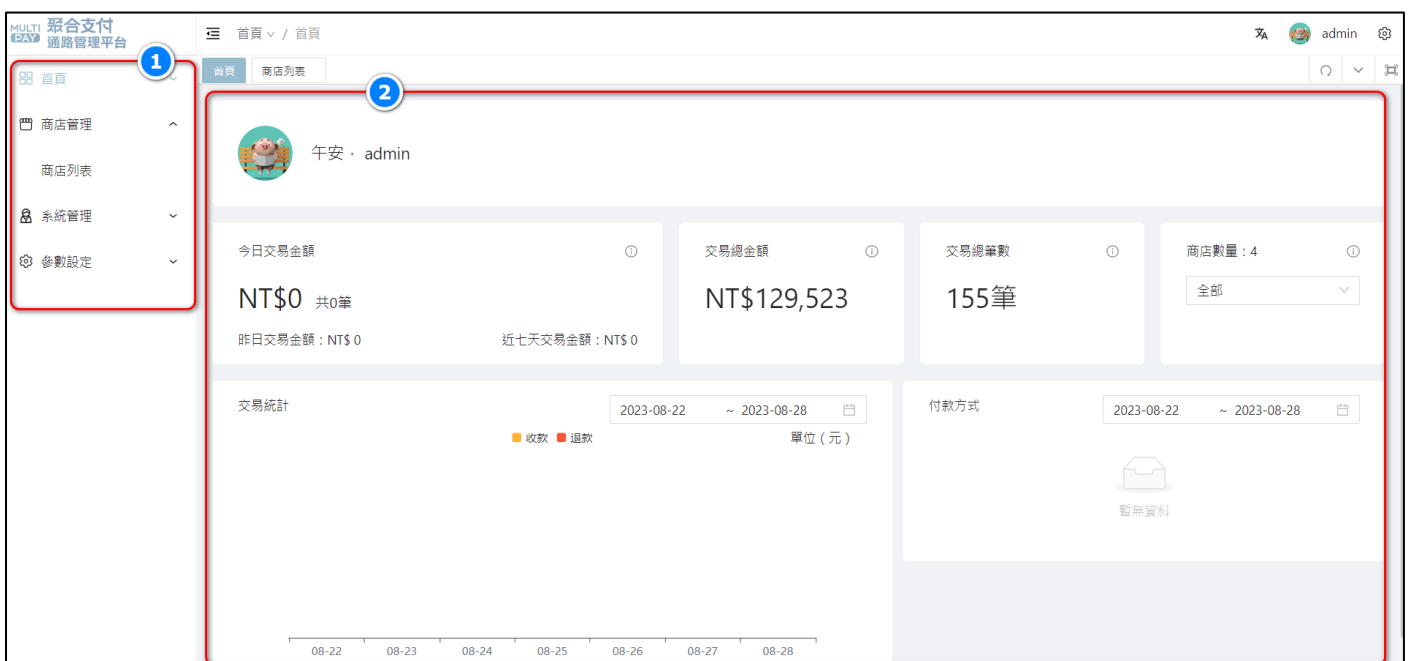 MULTI PAY 聚合支付
通路管理平台
首頁 / 首頁
admin
1
首頁
商店管理
商店列表
系統管理
參數設定
首頁 商店列表
2
午安 · admin
今日交易金額
NT$0 共0筆
昨日交易金額：NT$ 0 近七天交易金額：NT$ 0
交易總金額
NT$129,523
交易總筆數
155筆
商店數量：4
全部
交易統計
2023-08-22 ~ 2023-08-28
收款 退款
單位（元）
08-22 08-23 08-24 08-25 08-26 08-27 08-28
付款方式
2023-08-22 ~ 2023-08-28
暫無資料